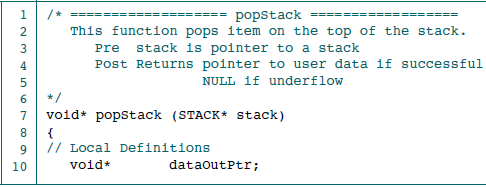 1 /* =================== popStack ==================
2 This function pops item on the top of the stack.
3 Pre stack is pointer to a stack
4 Post Returns pointer to user data if successful
5 NULL if underflow
6 */
7 void* popStack (STACK* stack)
8 {
9 // Local Definitions
10 void* dataOutPtr;